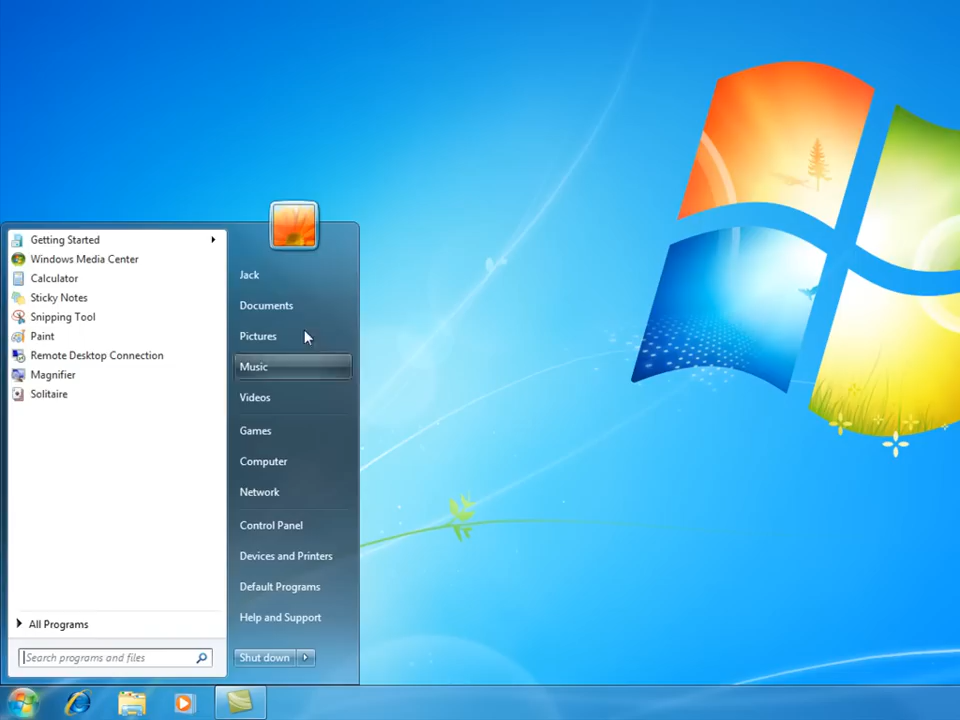 Getting Started
Windows Media Center
Calculator
Sticky Notes
Snipping Tool
Paint
Remote Desktop Connection
Magnifier
Solitaire
All Programs
Search programs and files
Jack
Documents
Pictures
Music
Videos
Games
Computer
Network
Control Panel
Devices and Printers
Default Programs
Help and Support
Shut down